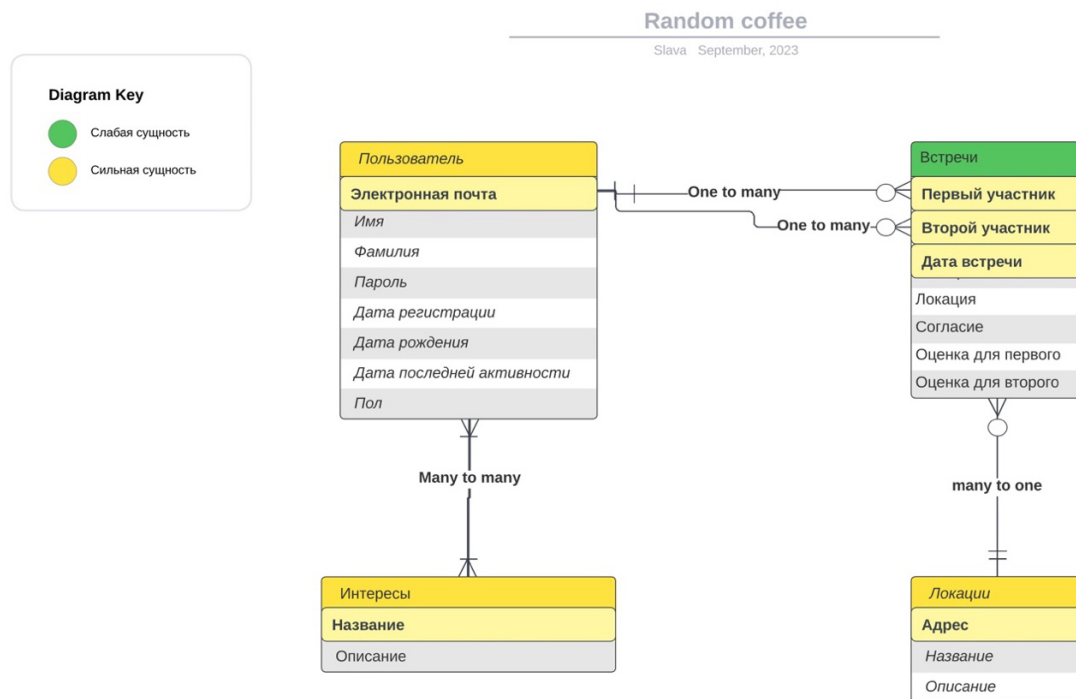 Random coffee
Slava September, 2023
Diagram Key
Слабая сущность
Сильная сущность
Пользователь
Электронная почта
Имя
Фамилия
Пароль
Дата регистрации
Дата рождения
Дата последней активности
Пол
One to many
One to many
Встречи
Первый участник
Второй участник
Дата встречи
Локация
Согласие
Оценка для первого
Оценка для второго
Many to many
many to one
Интересы
Название
Описание
Локации
Адрес
Название
Описание